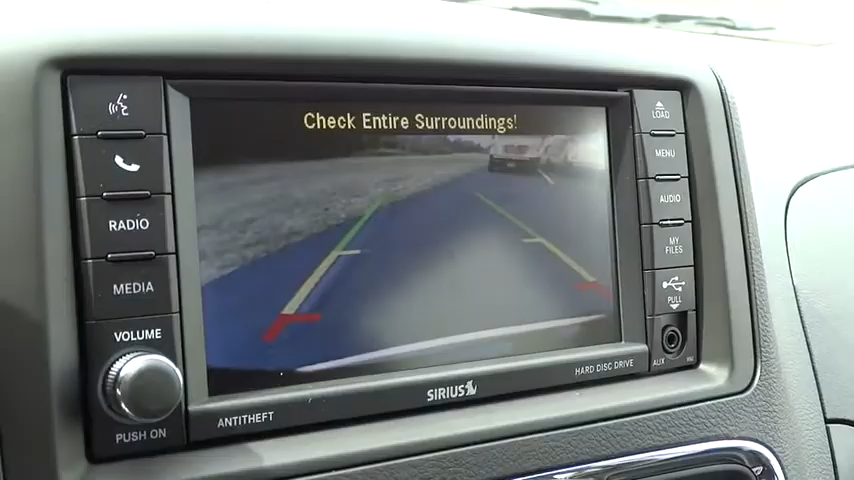 Check Entire Surroundings!
RADIO
MEDIA
VOLUME
PUSH ON
ANTITHEFT
SIRIUS
HARD DISC DRIVE
LOAD
MENU
AUDIO
MY
FILES
PULL
AUX